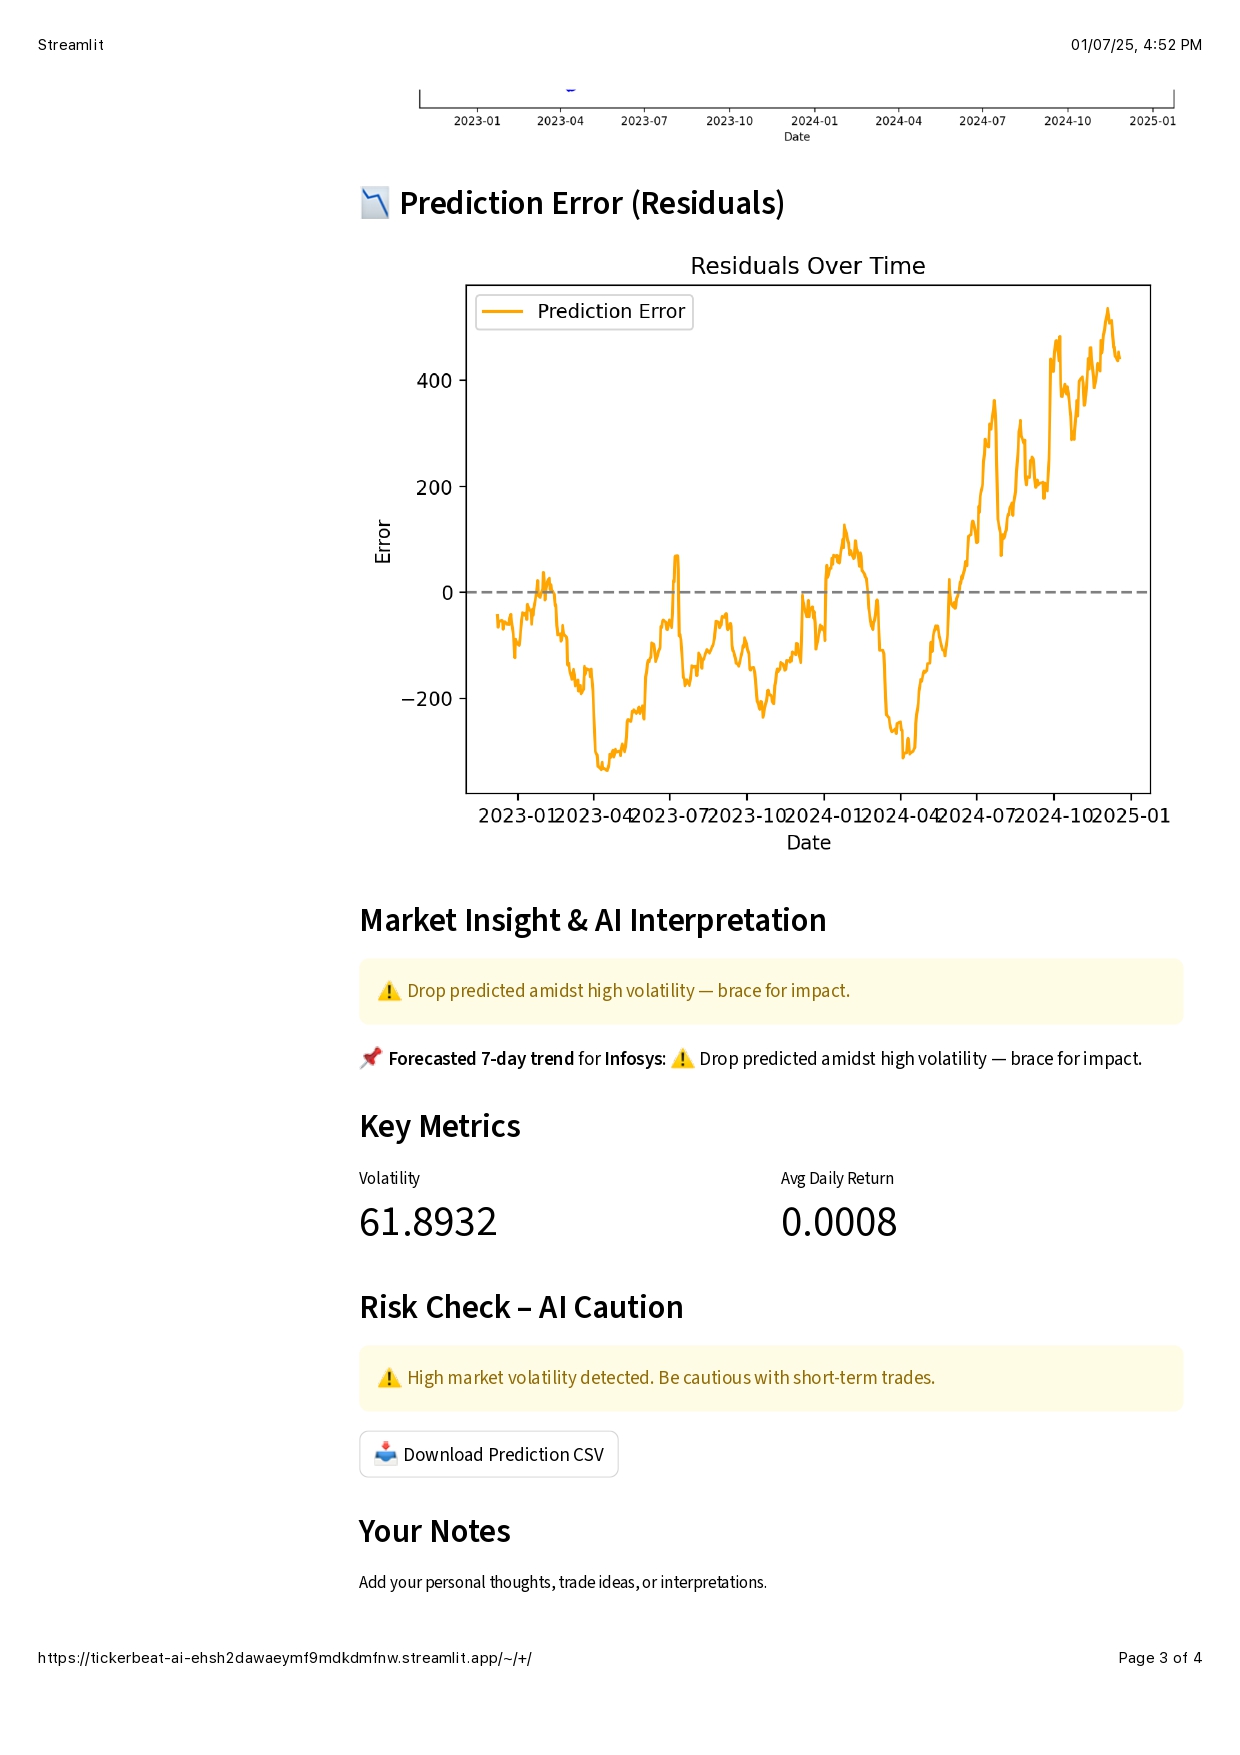 Streamlit 01/07/25, 4:52 PM
2023-01 2023-04 2023-07 2023-10 2024-01 2024-04 2024-07 2024-10 2025-01
Date
Prediction Error (Residuals)
Residuals Over Time
Prediction Error
400
200
0
−200
Error
2023-01 2023-04 2023-07 2023-10 2024-01 2024-04 2024-07 2024-10 2025-01
Date
Market Insight & AI Interpretation
⚠️ Drop predicted amidst high volatility — brace for impact.
📌 Forecasted 7-day trend for Infosys: ⚠️ Drop predicted amidst high volatility — brace for impact.
Key Metrics
Volatility Avg Daily Return
61.8932 0.0008
Risk Check – AI Caution
⚠️ High market volatility detected. Be cautious with short-term trades.
Download Prediction CSV
Your Notes
Add your personal thoughts, trade ideas, or interpretations.
https://tickerbeat-ai-ehsh2dawaeymf9mdkdmfnw.streamlit.app/~/+/ Page 3 of 4